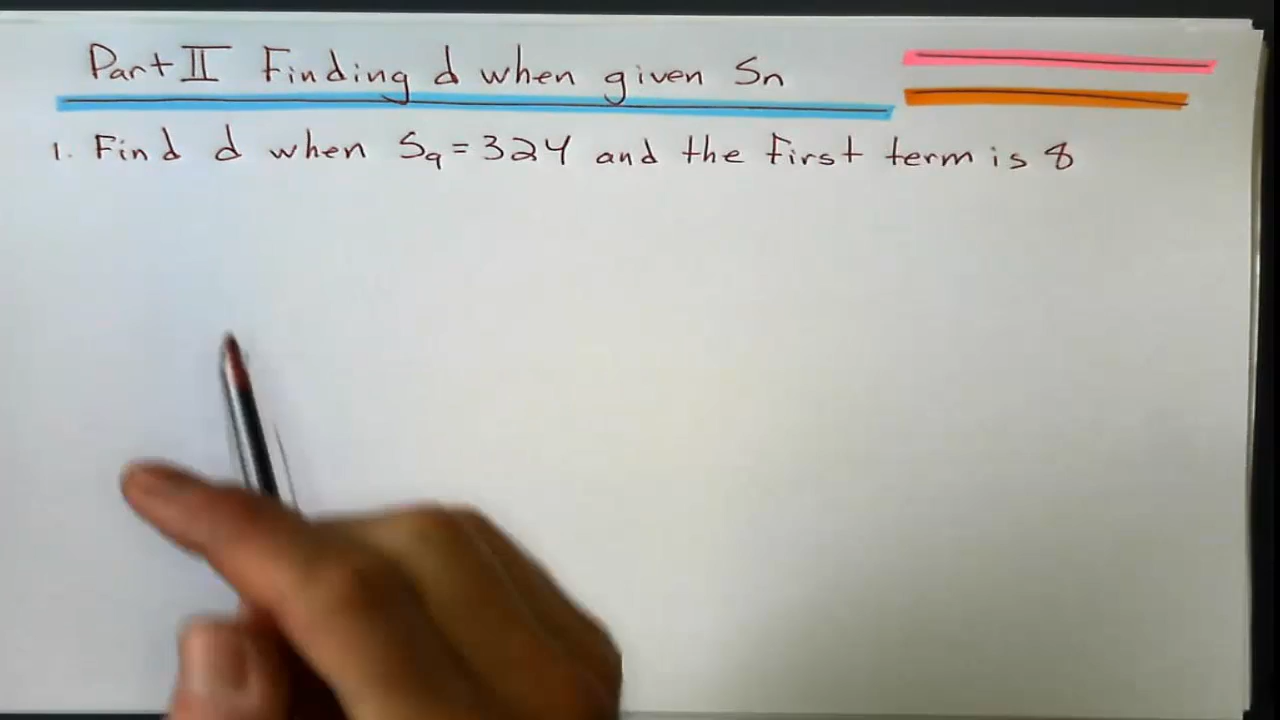 Part II Finding d when given Sn
1. Find d when S₉=324 and the first term is 8